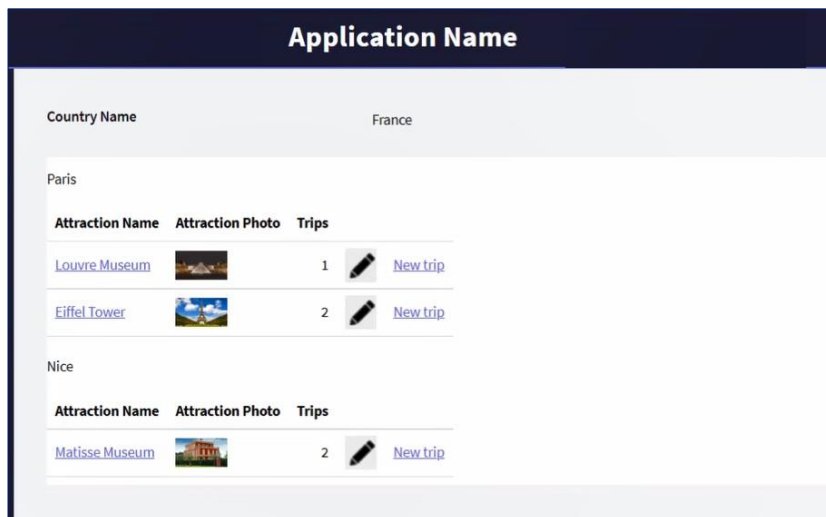 Application Name
Country Name France
Paris
Attraction Name Attraction Photo Trips
Louvre Museum 1 New trip
Eiffel Tower 2 New trip
Nice
Attraction Name Attraction Photo Trips
Matisse Museum 2 New trip